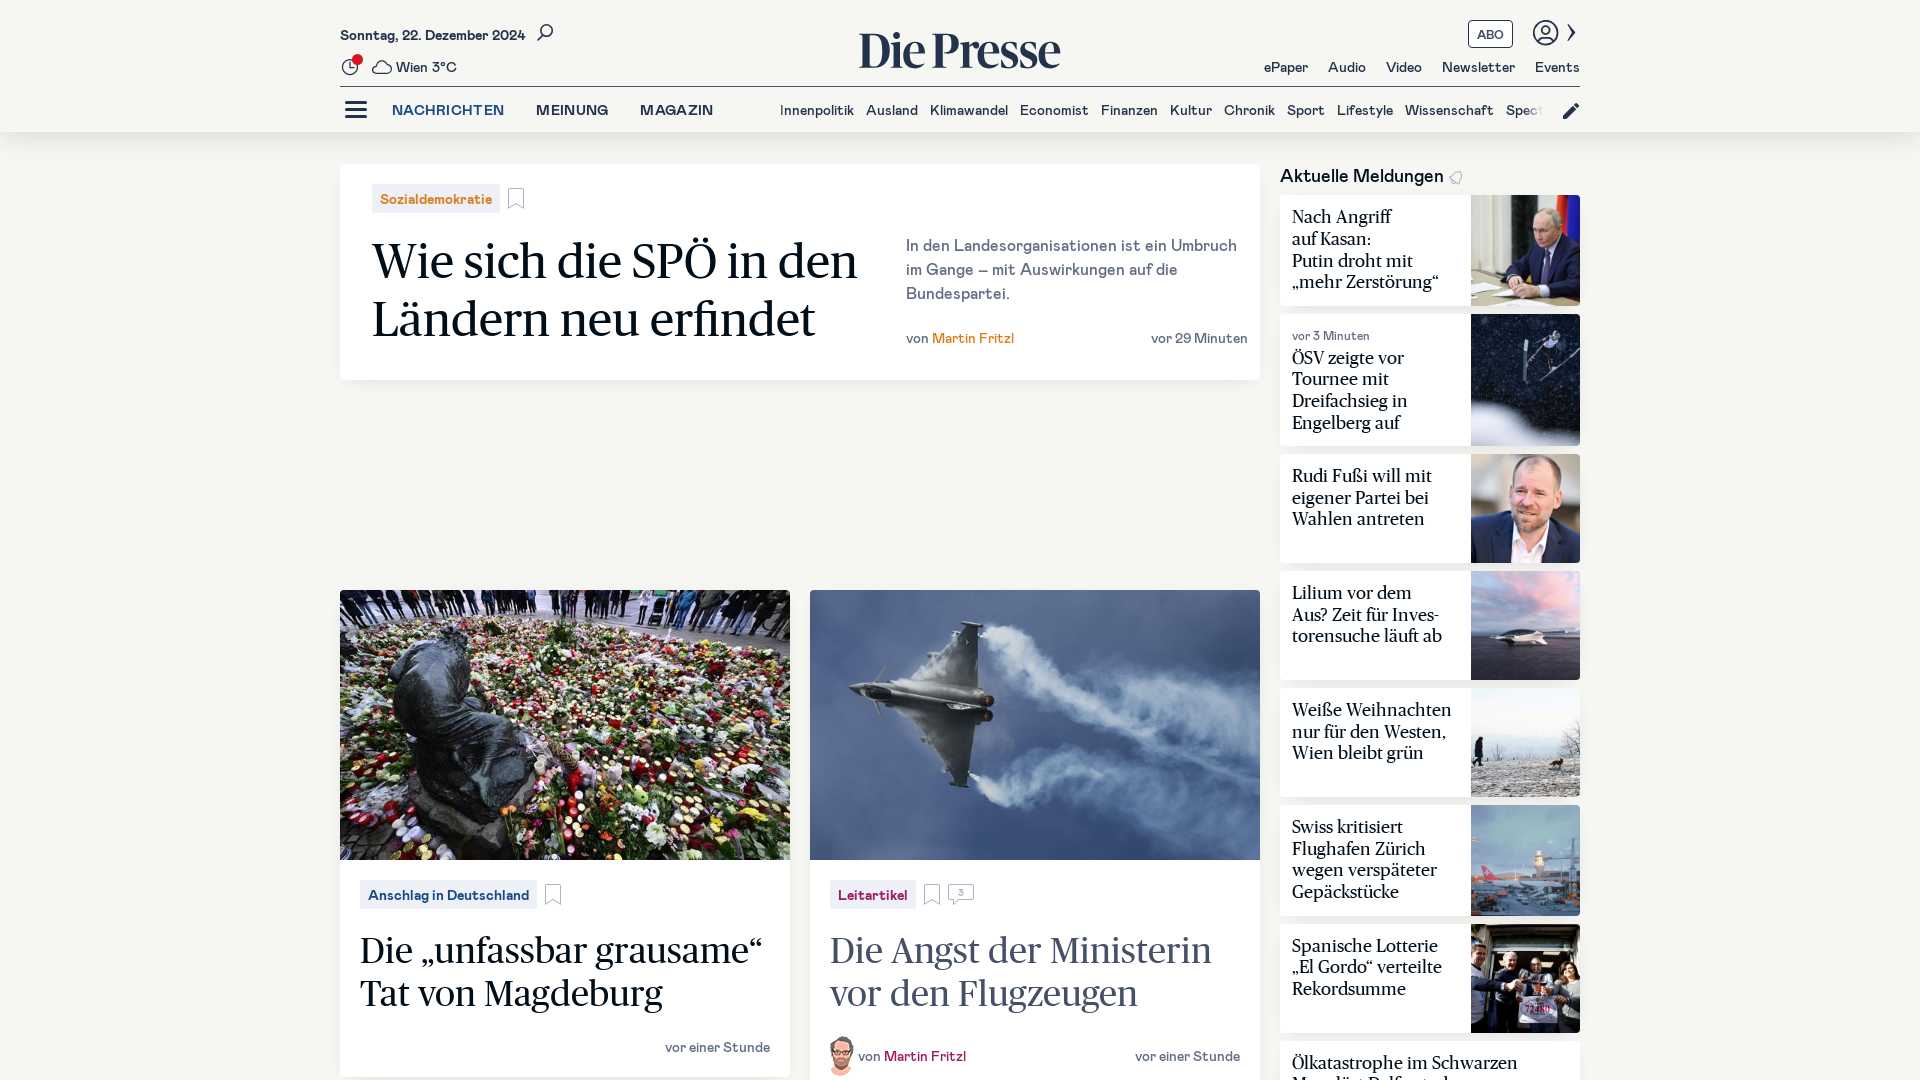 Sonntag, 22. Dezember 2024
Wien 3°C
Die Presse
ABO
ePaper Audio Video Newsletter Events
NACHRICHTEN MEINUNG MAGAZIN
Innenpolitik Ausland Klimawandel Economist Finanzen Kultur Chronik Sport Lifestyle Wissenschaft Spect
Sozialdemokratie
Wie sich die SPÖ in den
Ländern neu erfindet
In den Landesorganisationen ist ein Umbruch
im Gange – mit Auswirkungen auf die
Bundespartei.
von Martin Fritzl
vor 29 Minuten
Anschlag in Deutschland
Die „unfassbar grausame“
Tat von Magdeburg
vor einer Stunde
Leitartikel
3
Die Angst der Ministerin
vor den Flugzeugen
von Martin Fritzl
vor einer Stunde
Aktuelle Meldungen
Nach Angriff
auf Kasan:
Putin droht mit
„mehr Zerstörung“
vor 3 Minuten
ÖSV zeigte vor
Tournee mit
Dreifachsieg in
Engelberg auf
Rudi Fußi will mit
eigener Partei bei
Wahlen antreten
Lilium vor dem
Aus? Zeit für Inves-
torensuche läuft ab
Weiße Weihnachten
nur für den Westen,
Wien bleibt grün
Swiss kritisiert
Flughafen Zürich
wegen verspäteter
Gepäckstücke
Spanische Lotterie
„El Gordo“ verteilte
Rekordsumme
Ölkatastrophe im Schwarzen